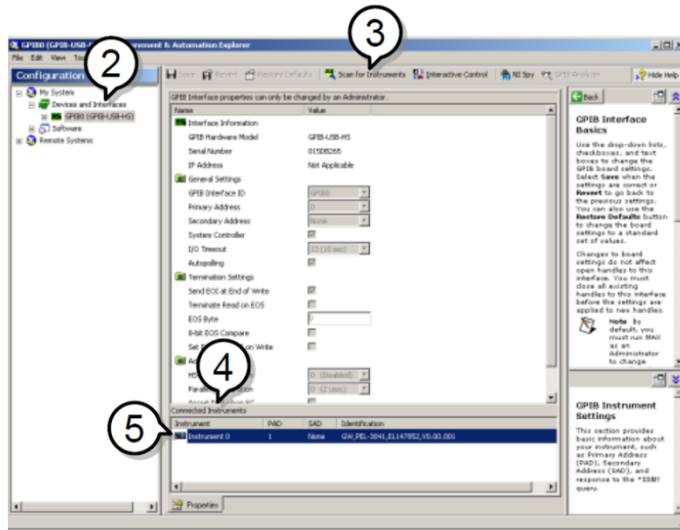 GPIB0 (GPIB-USB-
rement & Automation Explorer
3
File Edit View
2
Configuration
Save Revert Restore Defaults Scan for Instruments Interactive Control NI Spy GPIB Analyzer Hide Help
My System
Devices and Interfaces
GPIB0 (GPIB-USB-HS)
Software
Remote Systems
GPIB Interface properties can only be changed by an Administrator.
Name Value
Interface Information
GPIB Hardware Model GPIB-USB-HS
Serial Number 015DB265
IP Address Not Applicable
General Settings
GPIB Interface ID GPIB0
Primary Address 0
Secondary Address None
System Controller
I/O Timeout 13 (10 sec)
Autopolling
Termination Settings
Send EOI at End of Write
Terminate Read on EOS
EOS Byte 0
8-bit EOS Compare
Set on Write
4
0 (Disabled)
0 (2 usec)
Connected Instruments
5
Instrument PAD SAD Identification
Instrument 0 1 None GW,PEL-3041,EL147852,V0.00.001
Properties
Back
GPIB Interface
Basics
Use the drop-down lists,
checkboxes, and text
boxes to change the
GPIB board settings.
Select Save when the
settings are correct or
Revert to go back to
the previous settings.
You can also use the
Restore Defaults button
to change the board
settings to a standard
set of values.
Changes to board
settings do not affect
open handles to this
interface. You must
close all existing
handles to this interface
before the settings are
applied to new handles.
Note By
default, you
must run MAX
as an
Administrator
to change
GPIB Instrument
Settings
This section provides
basic information about
your instrument, such
as Primary Address
(PAD), Secondary
Address (SAD), and
response to the *IDN?
query.